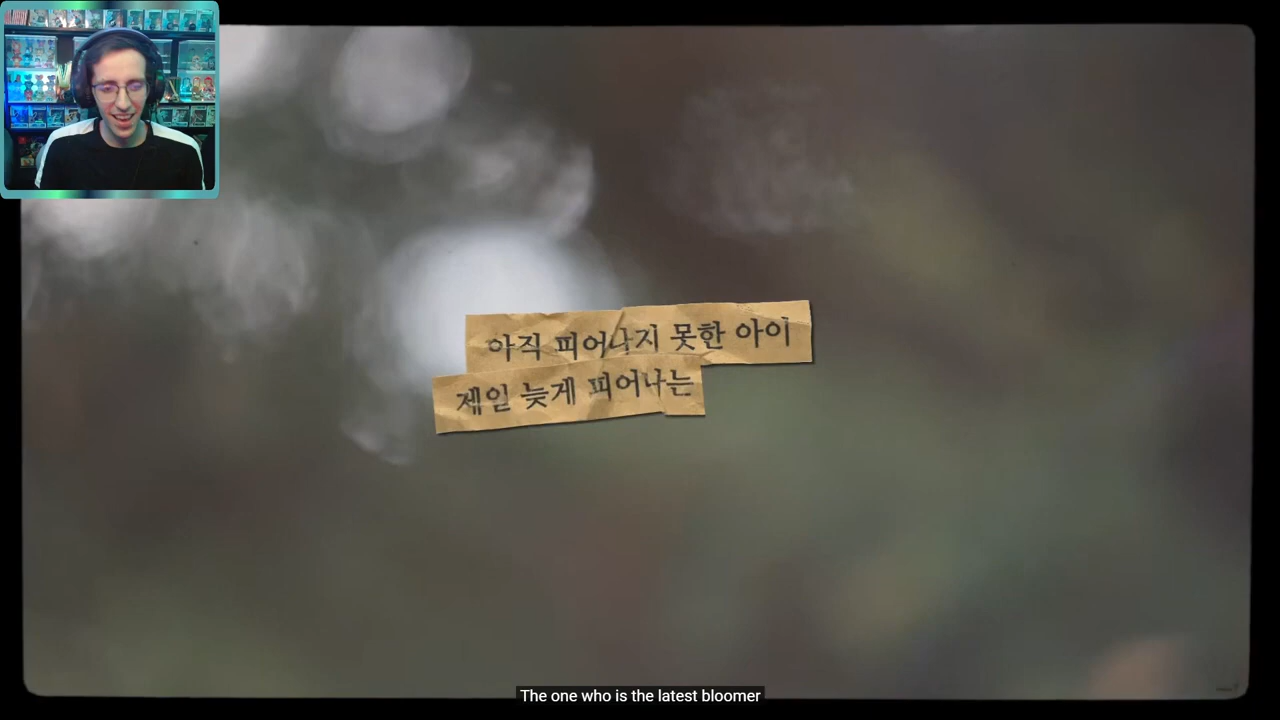 아직 피어나지 못한 아이
제일 늦게 피어나는
The one who is the latest bloomer